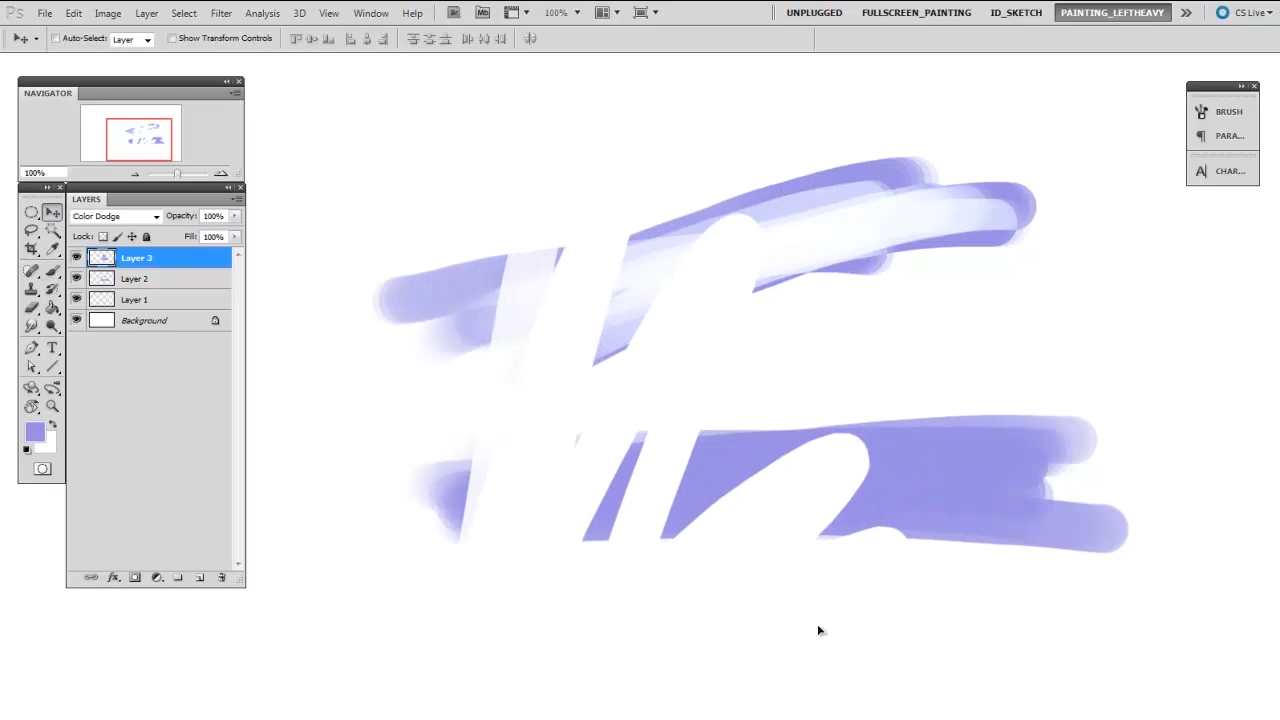 Ps File Edit Image Layer Select Filter Analysis 3D View Window Help Br Mb 100% UNPLUGGED FULLSCREEN_PAINTING ID_SKETCH PAINTING_LEFTHEAVY CS Live
Auto-Select: Layer Show Transform Controls
NAVIGATOR
100%
LAYERS
Color Dodge Opacity: 100%
Lock: Fill: 100%
Layer 3
Layer 2
Layer 1
Background
BRUSH
PARA...
CHAR...